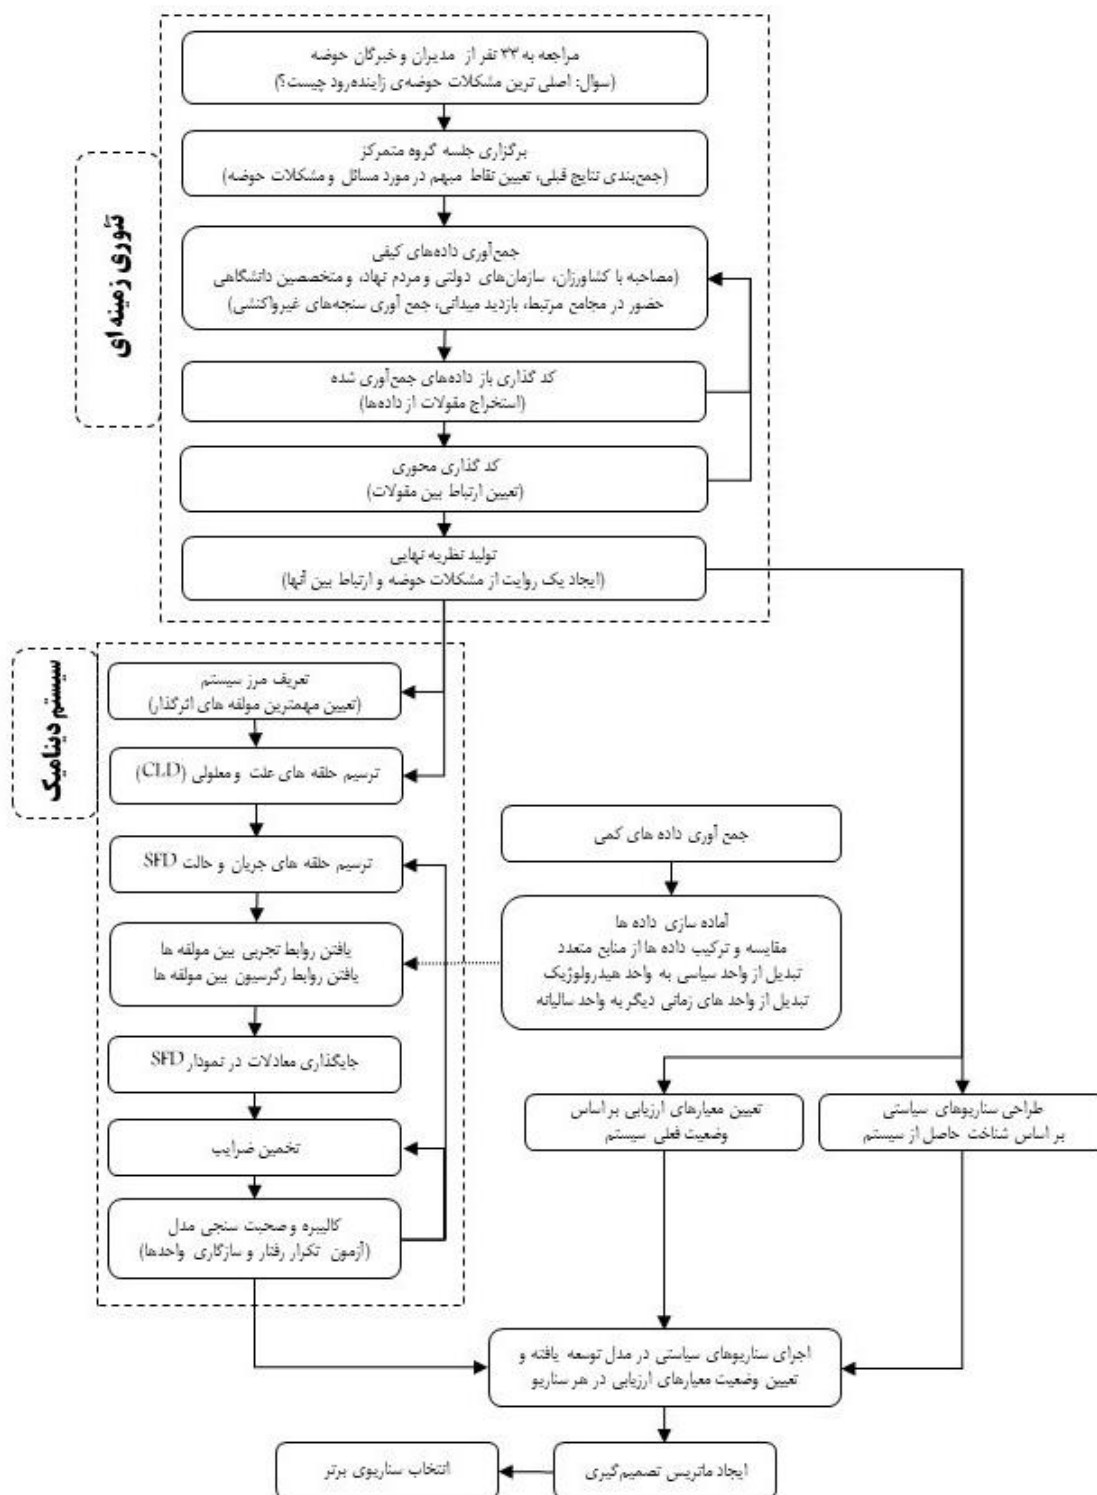 مراجعه به ۳۳ نفر از مدیران و خبرگان حوضه
(سوال: اصلی ترین مشکلات حوضه‌ی زاینده‌رود چیست؟)
برگزاری جلسه گروه متمرکز
(جمع‌بندی نتایج قبلی، تعیین نقاط مبهم در مورد مسائل و مشکلات حوضه)
جمع‌آوری داده‌های کیفی
(مصاحبه با کشاورزان، سازمان‌های دولتی و مردم نهاد، و متخصصین دانشگاهی
حضور در مجامع مرتبط، بازدید میدانی، جمع آوری سنجه‌های غیرواکنشی)
کد گذاری باز داده‌های جمع‌آوری شده
(استخراج مقولات از داده‌ها)
کد گذاری محوری
(تعیین ارتباط بین مقولات)
تولید نظریه نهایی
(ایجاد یک روایت از مشکلات حوضه و ارتباط بین آنها)
تئوری زمینه ای
سیستم دینامیک
تعریف مرز سیستم
(تعیین مهمترین مولفه های اثرگذار)
ترسیم حلقه های علت و معلولی (CLD)
ترسیم حلقه های جریان و حالت SFD
یافتن روابط تجربی بین مولفه ها
یافتن روابط رگرسیون بین مولفه ها
جایگذاری معادلات در نمودار SFD
تخمین ضرایب
کالیبره و صحبت سنجی مدل
(آزمون تکرار رفتار و سازگاری واحدها)
جمع آوری داده های کمی
آماده سازی داده ها
مقایسه و ترکیب داده ها از منابع متعدد
تبدیل از واحد سیاسی به واحد هیدرولوژیک
تبدیل از واحد های زمانی دیگر به واحد سالیانه
تعیین معیارهای ارزیابی بر اساس
وضعیت فعلی سیستم
طراحی سناریوهای سیاستی
بر اساس شناخت حاصل از سیستم
اجرای سناریوهای سیاستی در مدل توسعه یافته و
تعیین وضعیت معیارهای ارزیابی در هر سناریو
ایجاد ماتریس تصمیم‌گیری
انتخاب سناریوی برتر